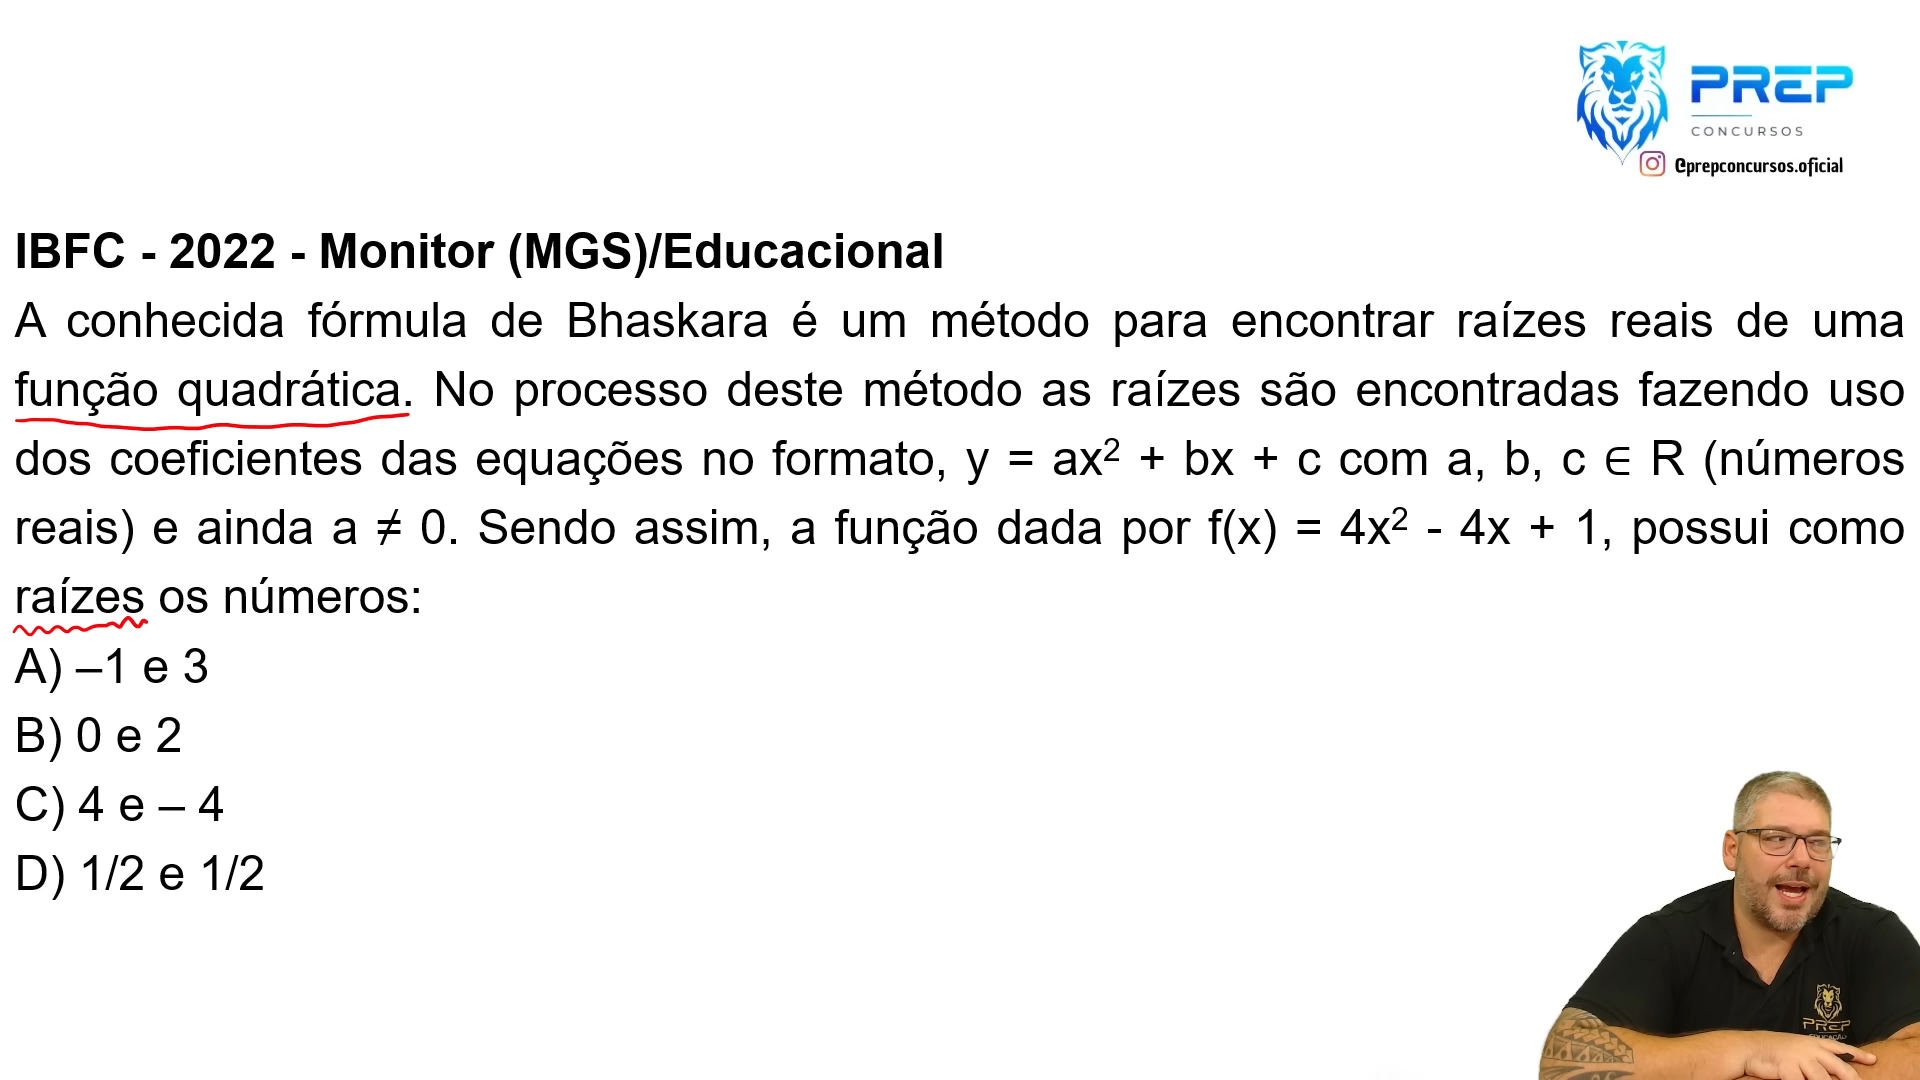 PREP
CONCURSOS
@prepconcursos.oficial
IBFC - 2022 - Monitor (MGS)/Educacional
A conhecida fórmula de Bhaskara é um método para encontrar raízes reais de uma
função quadrática. No processo deste método as raízes são encontradas fazendo uso
dos coeficientes das equações no formato, y = ax² + bx + c com a, b, c ∈ R (números
reais) e ainda a ≠ 0. Sendo assim, a função dada por f(x) = 4x² - 4x + 1, possui como
raízes os números:
A) –1 e 3
B) 0 e 2
C) 4 e – 4
D) 1/2 e 1/2
PREP
EDUCAÇÃO